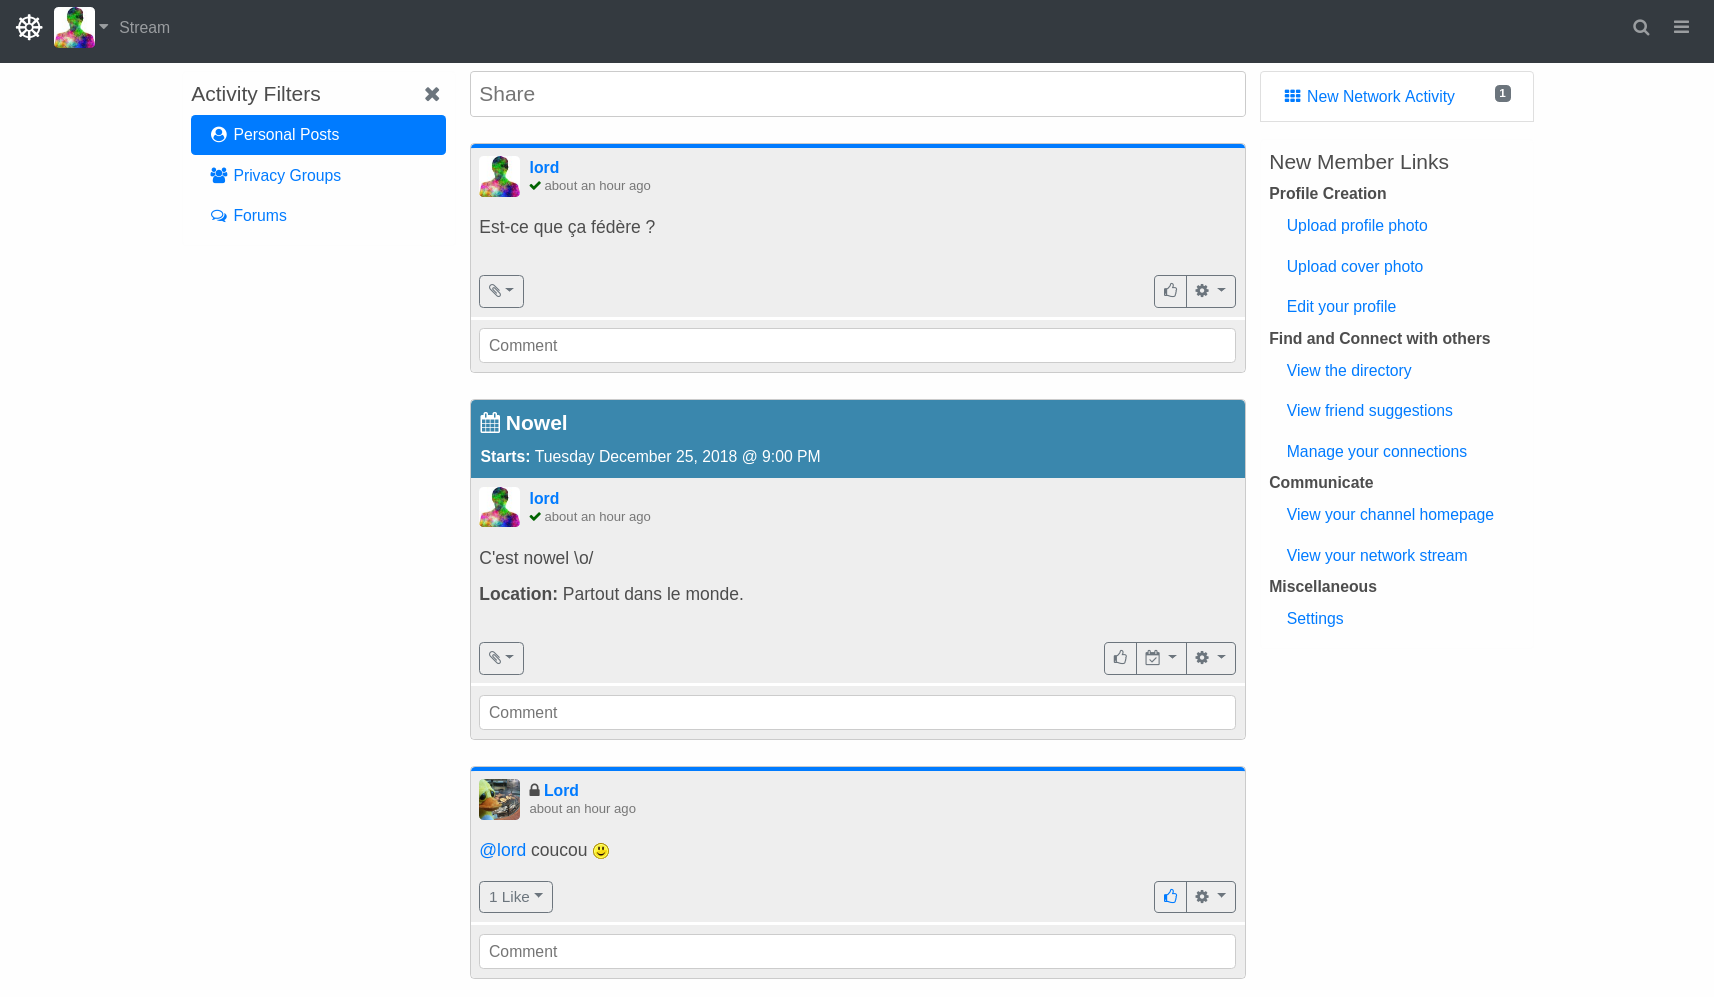 Stream
Activity Filters
Personal Posts
Privacy Groups
Forums
Share
lord
about an hour ago
Est-ce que ça fédère ?
Comment
Nowel
Starts: Tuesday December 25, 2018 @ 9:00 PM
lord
about an hour ago
C'est nowel \o/
Location: Partout dans le monde.
Comment
Lord
about an hour ago
@lord coucou
1 Like
Comment
New Network Activity 1
New Member Links
Profile Creation
Upload profile photo
Upload cover photo
Edit your profile
Find and Connect with others
View the directory
View friend suggestions
Manage your connections
Communicate
View your channel homepage
View your network stream
Miscellaneous
Settings